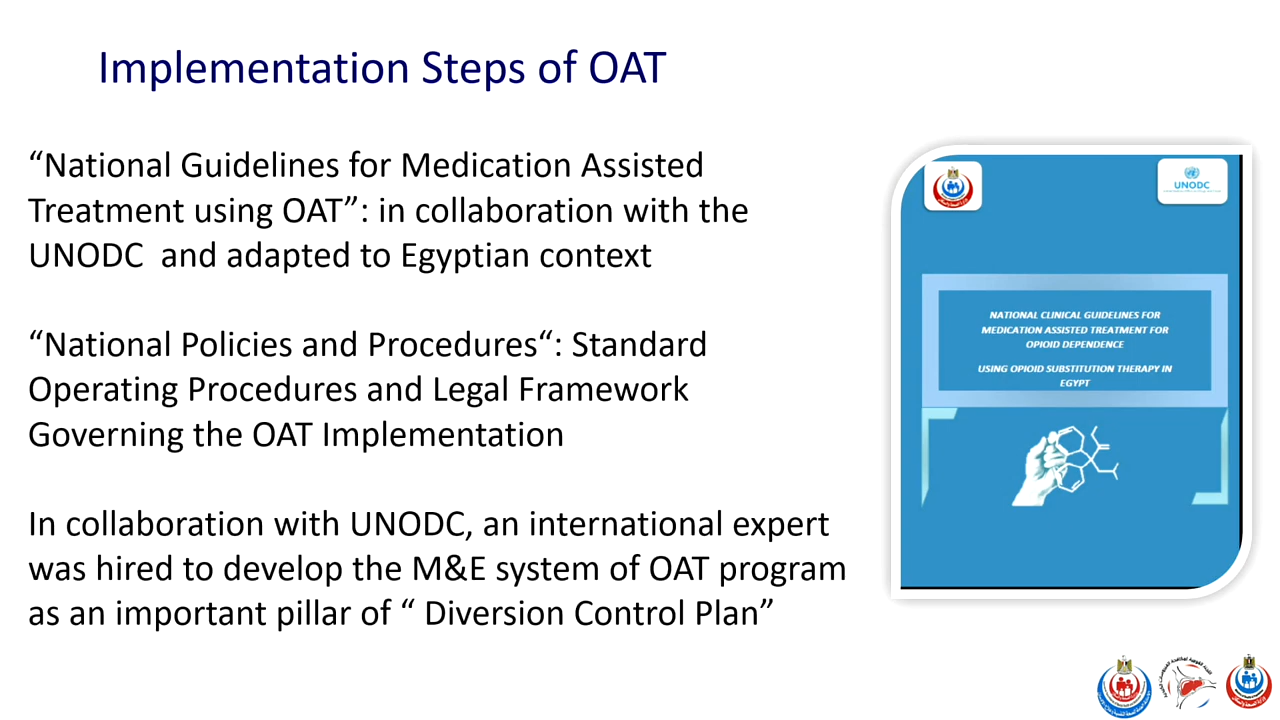 Implementation Steps of OAT
“National Guidelines for Medication Assisted
Treatment using OAT”: in collaboration with the
UNODC  and adapted to Egyptian context
“National Policies and Procedures“: Standard
Operating Procedures and Legal Framework
Governing the OAT Implementation
In collaboration with UNODC, an international expert
was hired to develop the M&E system of OAT program
as an important pillar of “ Diversion Control Plan”
UNODC
NATIONAL CLINICAL GUIDELINES FOR
MEDICATION ASSISTED TREATMENT FOR
OPIOID DEPENDENCE
USING OPIOID SUBSTITUTION THERAPY IN
EGYPT